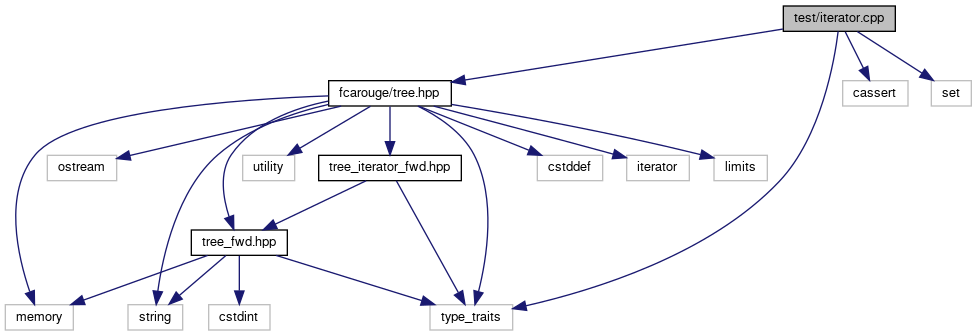 test/iterator.cpp
fcarouge/tree.hpp
cassert
set
ostream
utility
tree_iterator_fwd.hpp
cstddef
iterator
limits
tree_fwd.hpp
memory
string
cstdint
type_traits